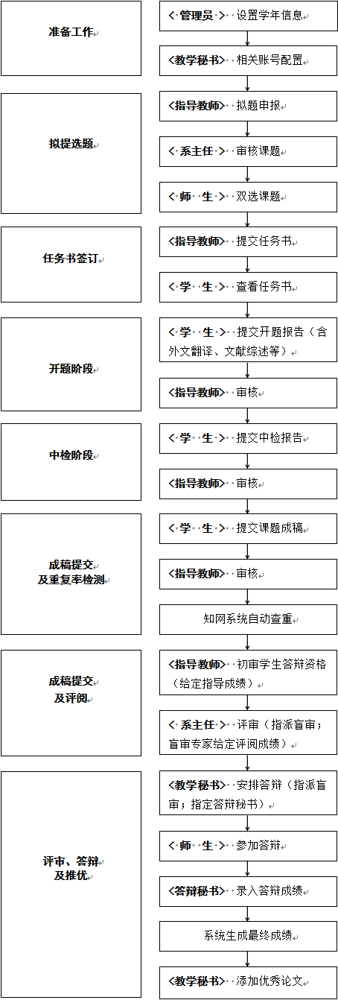 准备工作
<管理员> 设置学年信息
<教学秘书> 相关账号配置
拟提选题
<指导教师> 拟题申报
<系主任> 审核课题
<师 生> 双选课题
任务书签订
<指导教师> 提交任务书
<学 生> 查看任务书
开题阶段
<学 生> 提交开题报告（含
外文翻译、文献综述等）
<指导教师> 审核
中检阶段
<学 生> 提交中检报告
<指导教师> 审核
成稿提交
及重复率检测
<学 生> 提交课题成稿
<指导教师> 审核
知网系统自动查重
成稿提交
及评阅
<指导教师> 初审学生答辩资格
（给定指导成绩）
<系主任> 评审（指派盲审；
盲审专家给定评阅成绩）
评审、答辩
及推优
<教学秘书> 安排答辩（指派盲
审；指定答辩秘书）
<师 生> 参加答辩
<答辩秘书> 录入答辩成绩
系统生成最终成绩
<教学秘书> 添加优秀论文